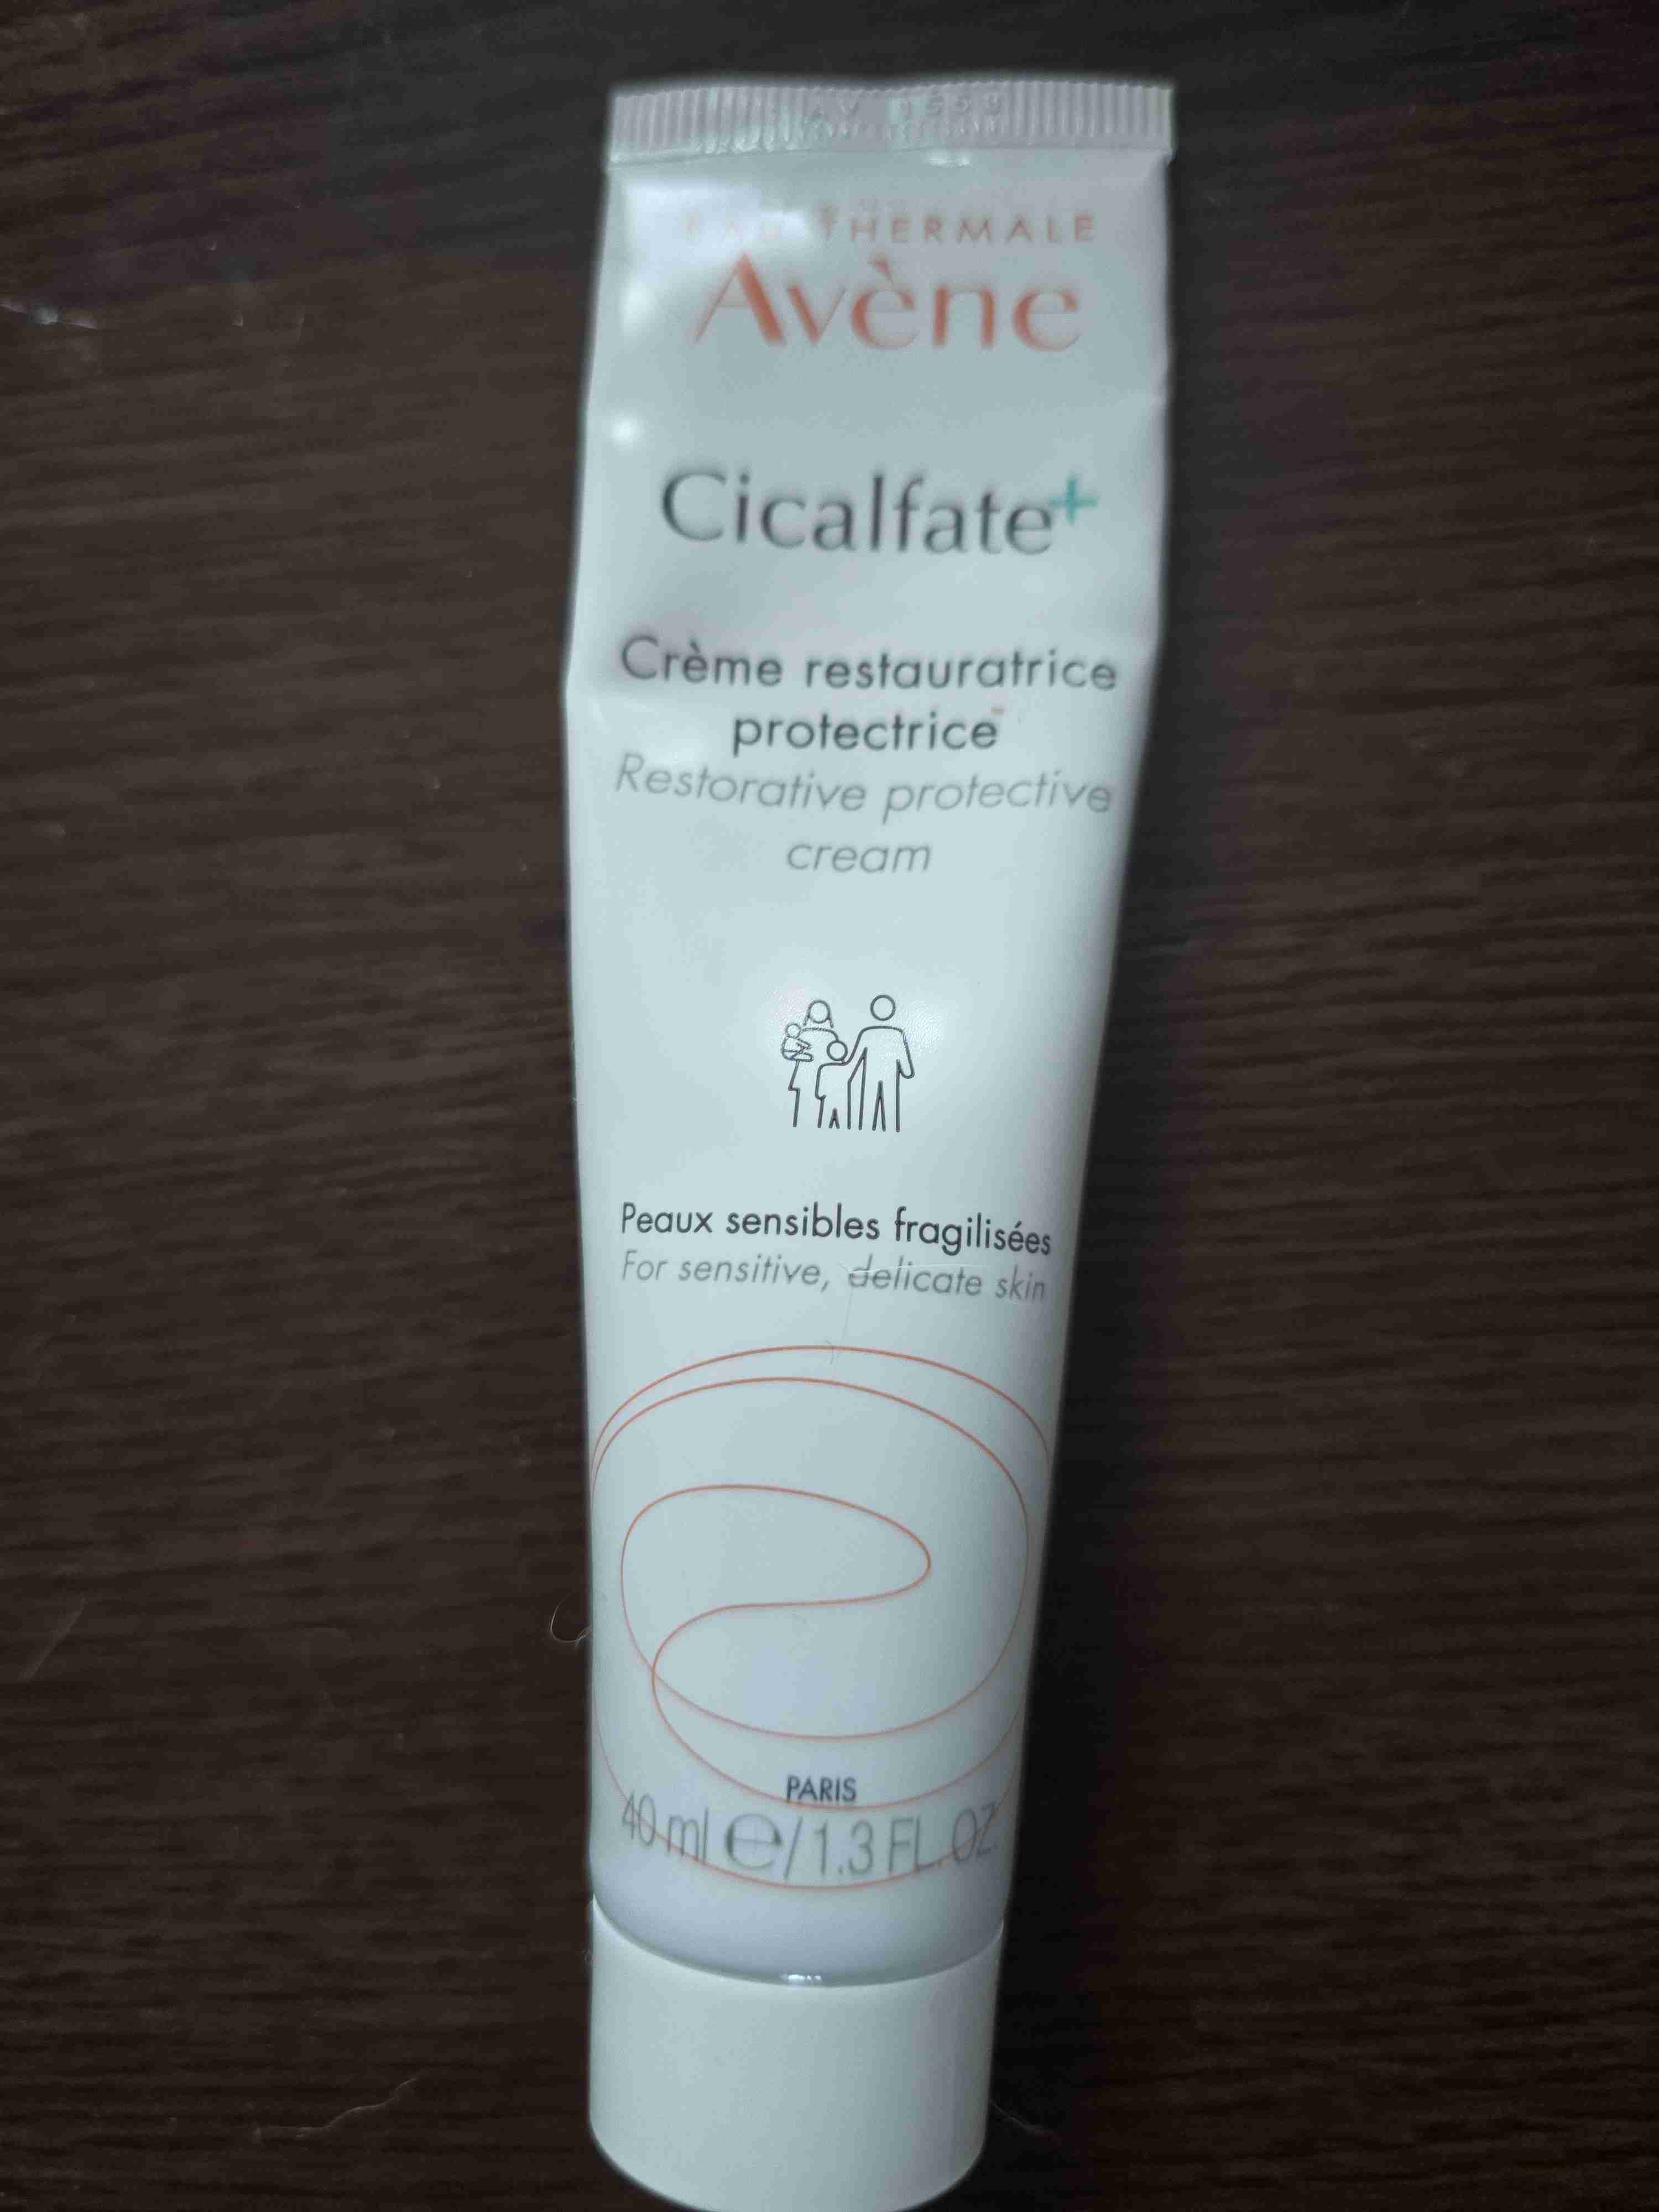 THERMALE
Avène
Cicalfate+
Crème restauratrice
protectrice
Restorative protective
cream
Peaux sensibles fragilisées
For sensitive, delicate skin
PARIS
40 ml ℮/1.3 FL.OZ.